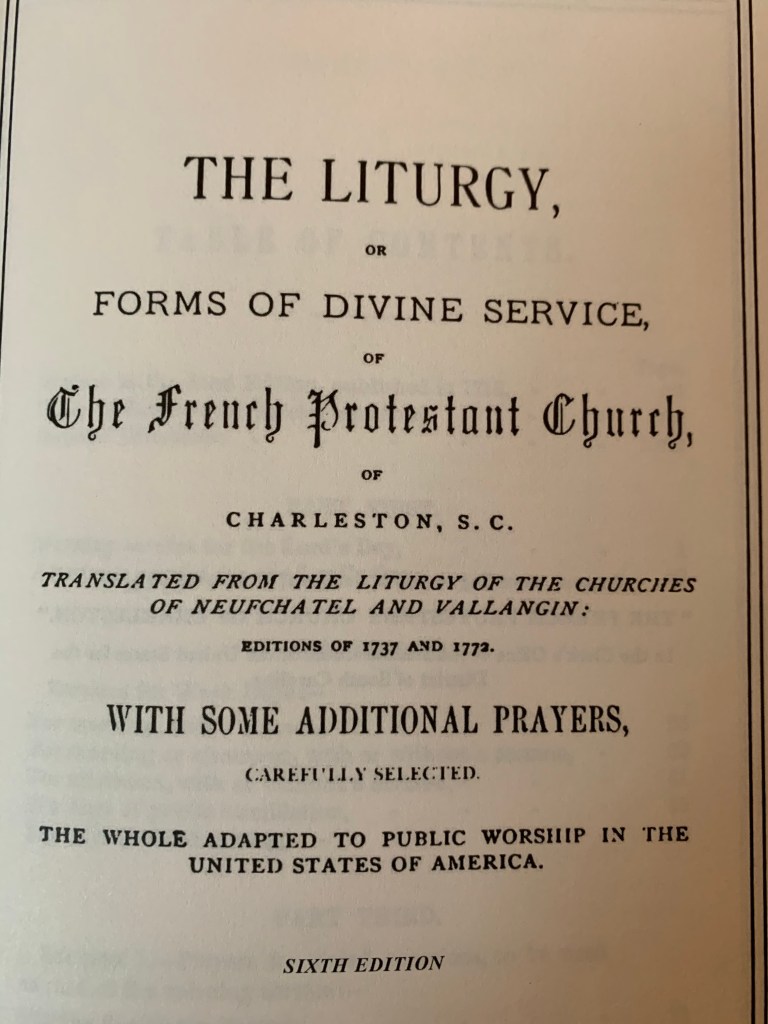 THE LITURGY,
OR
FORMS OF DIVINE SERVICE,
OF
The French Protestant Church,
OF
CHARLESTON, S. C.
TRANSLATED FROM THE LITURGY OF THE CHURCHES
OF NEUFCHATEL AND VALLANGIN:
EDITIONS OF 1737 AND 1772.
WITH SOME ADDITIONAL PRAYERS,
CAREFULLY SELECTED.
THE WHOLE ADAPTED TO PUBLIC WORSHIP IN THE
UNITED STATES OF AMERICA.
SIXTH EDITION